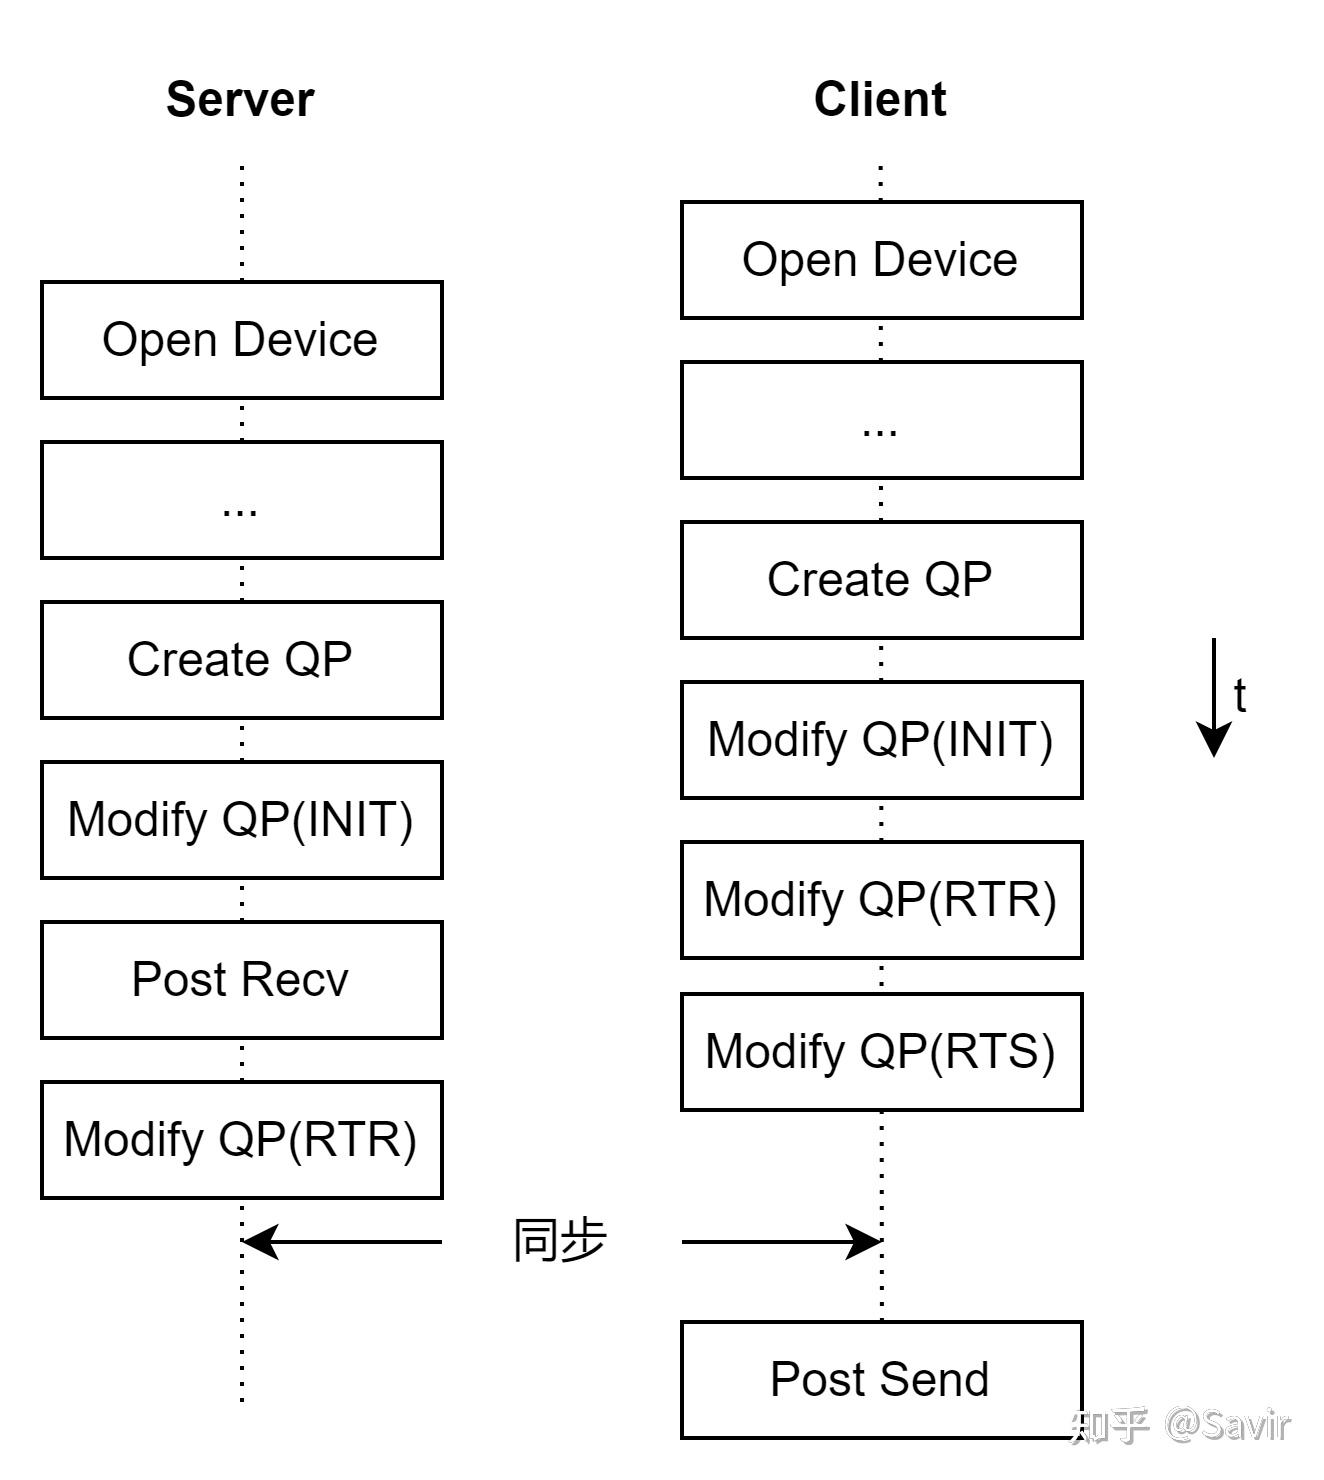 Server
Open Device
...
Create QP
Modify QP(INIT)
Post Recv
Modify QP(RTR)
Client
Open Device
...
Create QP
Modify QP(INIT)
Modify QP(RTR)
Modify QP(RTS)
t
同步
Post Send
知乎 @Savir